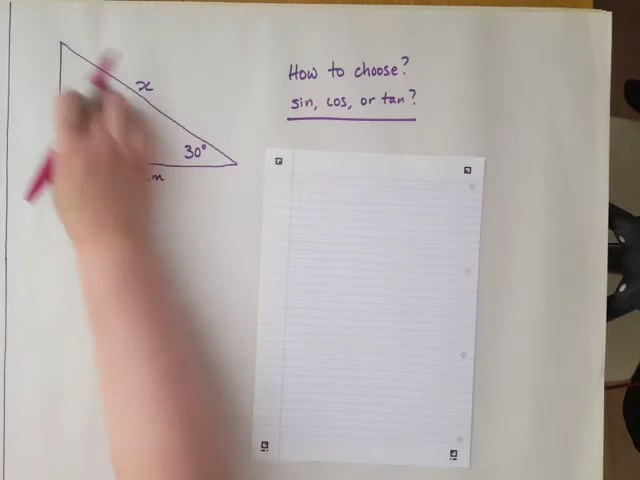 How to choose?
sin, cos, or tan?
x
30°